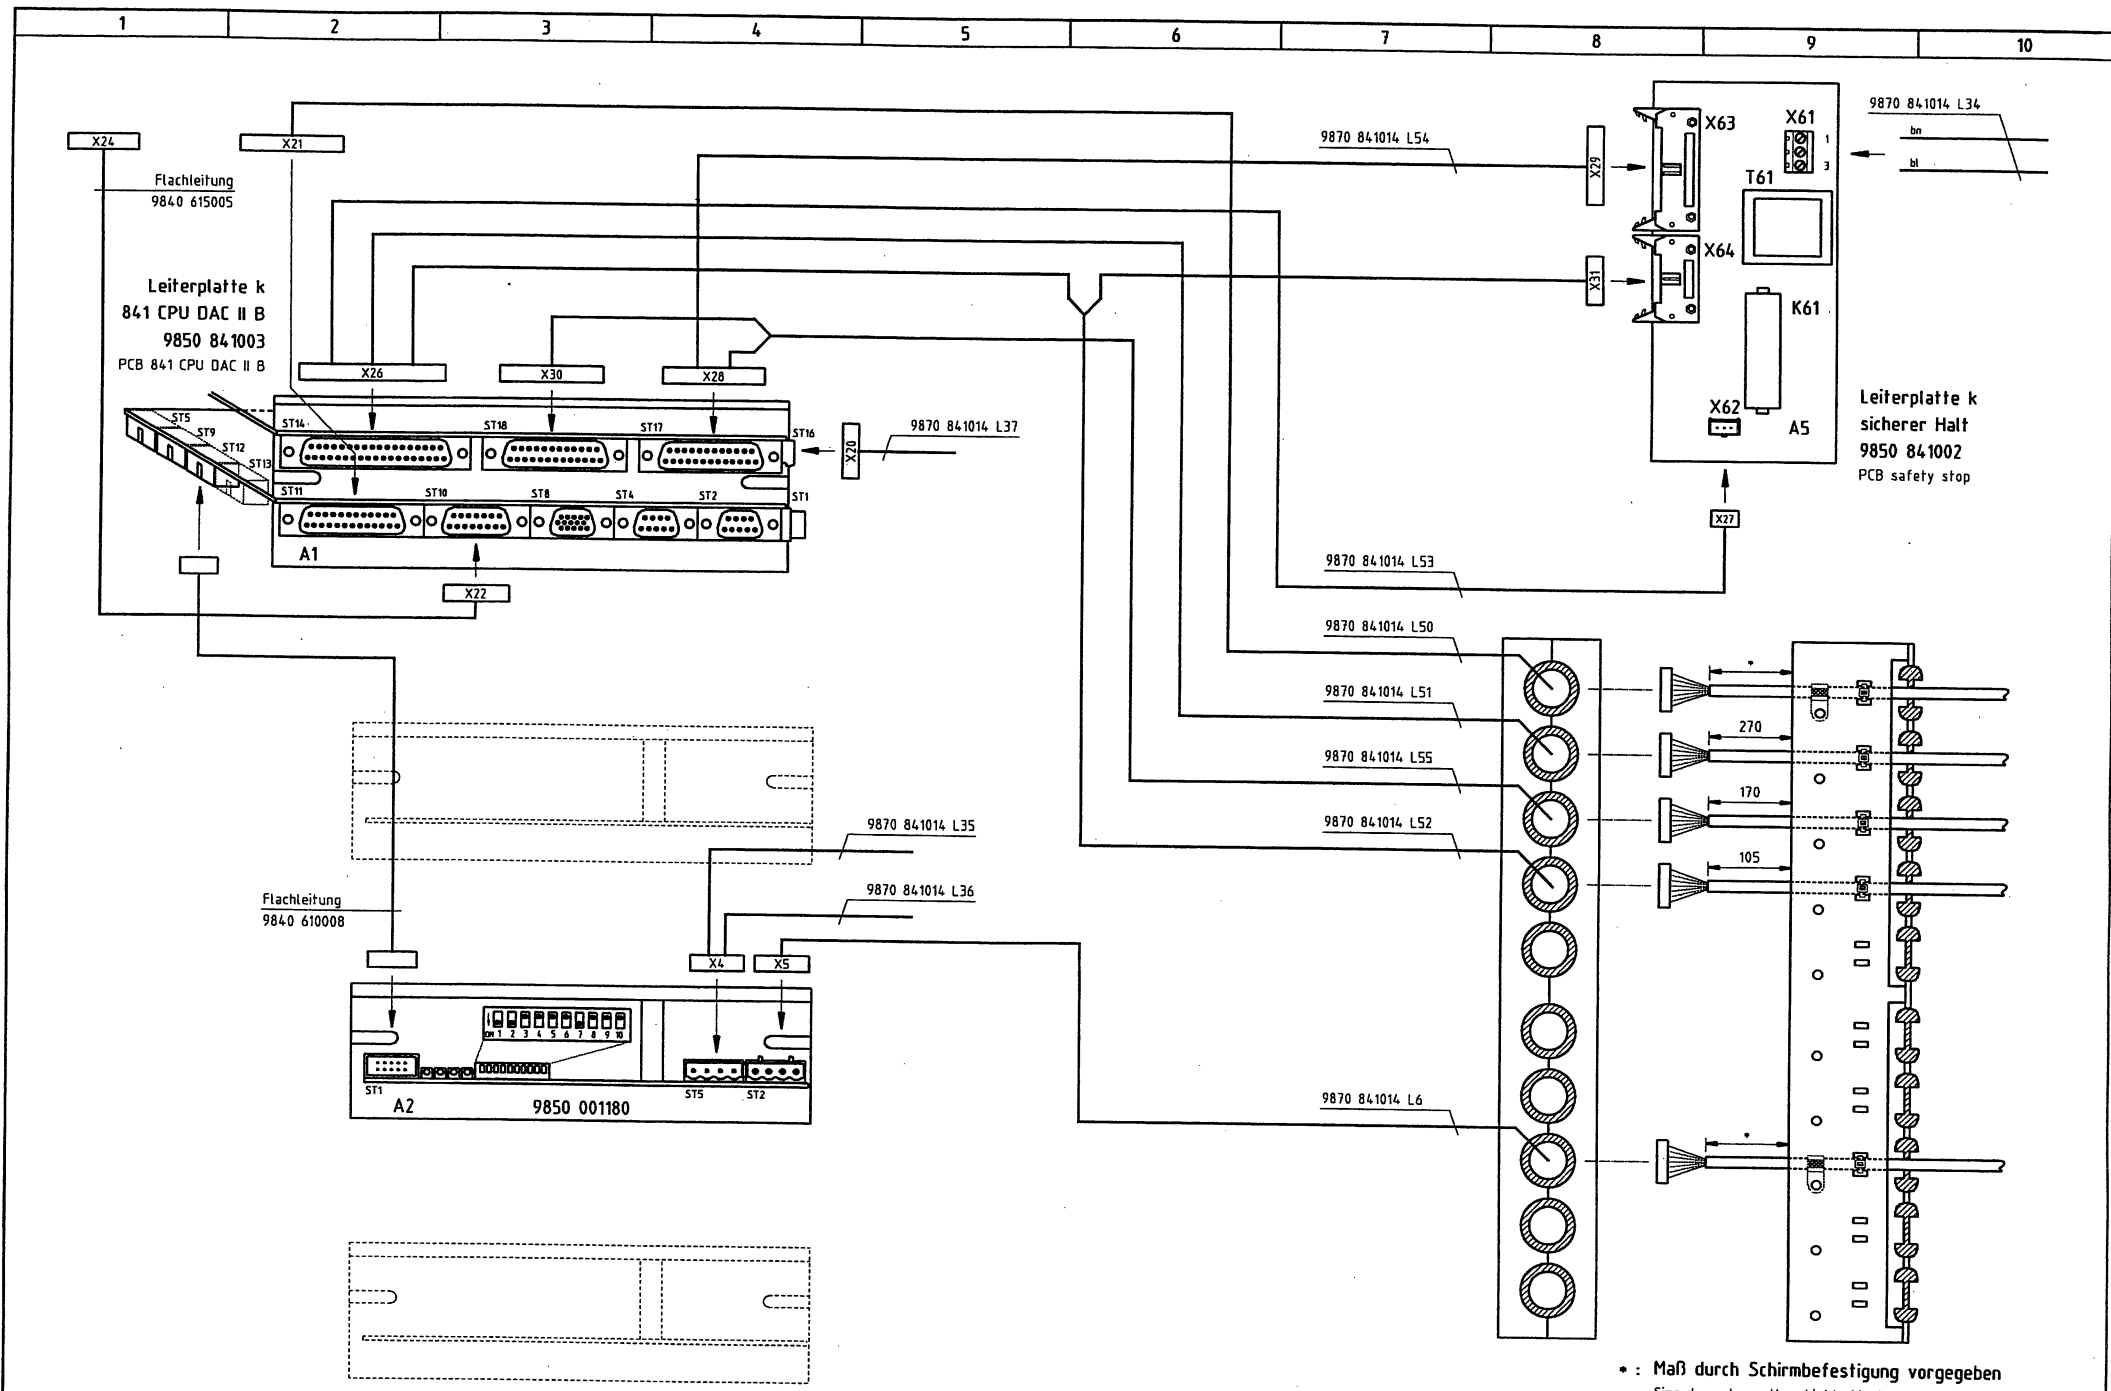 1 2 3 4 5 6 7 8 9 10
X24
X21
Flachleitung
9840 615005
9870 841014 L54
X29
X63
X61
1
3
9870 841014 L34
bn
bl
T61
X31
X64
K61
Leiterplatte k
841 CPU DAC II B
9850 841003
PCB 841 CPU DAC II B
X26
X30
X28
X62
A5
Leiterplatte k
sicherer Halt
9850 841002
PCB safety stop
ST5
ST9
ST12
ST13
ST14
ST18
ST17
ST16
X20
9870 841014 L37
ST11
ST10
ST8
ST4
ST2
ST1
A1
X22
X27
9870 841014 L53
9870 841014 L50
9870 841014 L51
9870 841014 L55
9870 841014 L52
*
270
170
105
9870 841014 L35
9870 841014 L36
Flachleitung
9840 610008
X4
X5
ON 1 2 3 4 5 6 7 8 9 10
ST1
ST5
ST2
A2
9850 001180
9870 841014 L6
*
* : Maß durch Schirmbefestigung vorgegeben